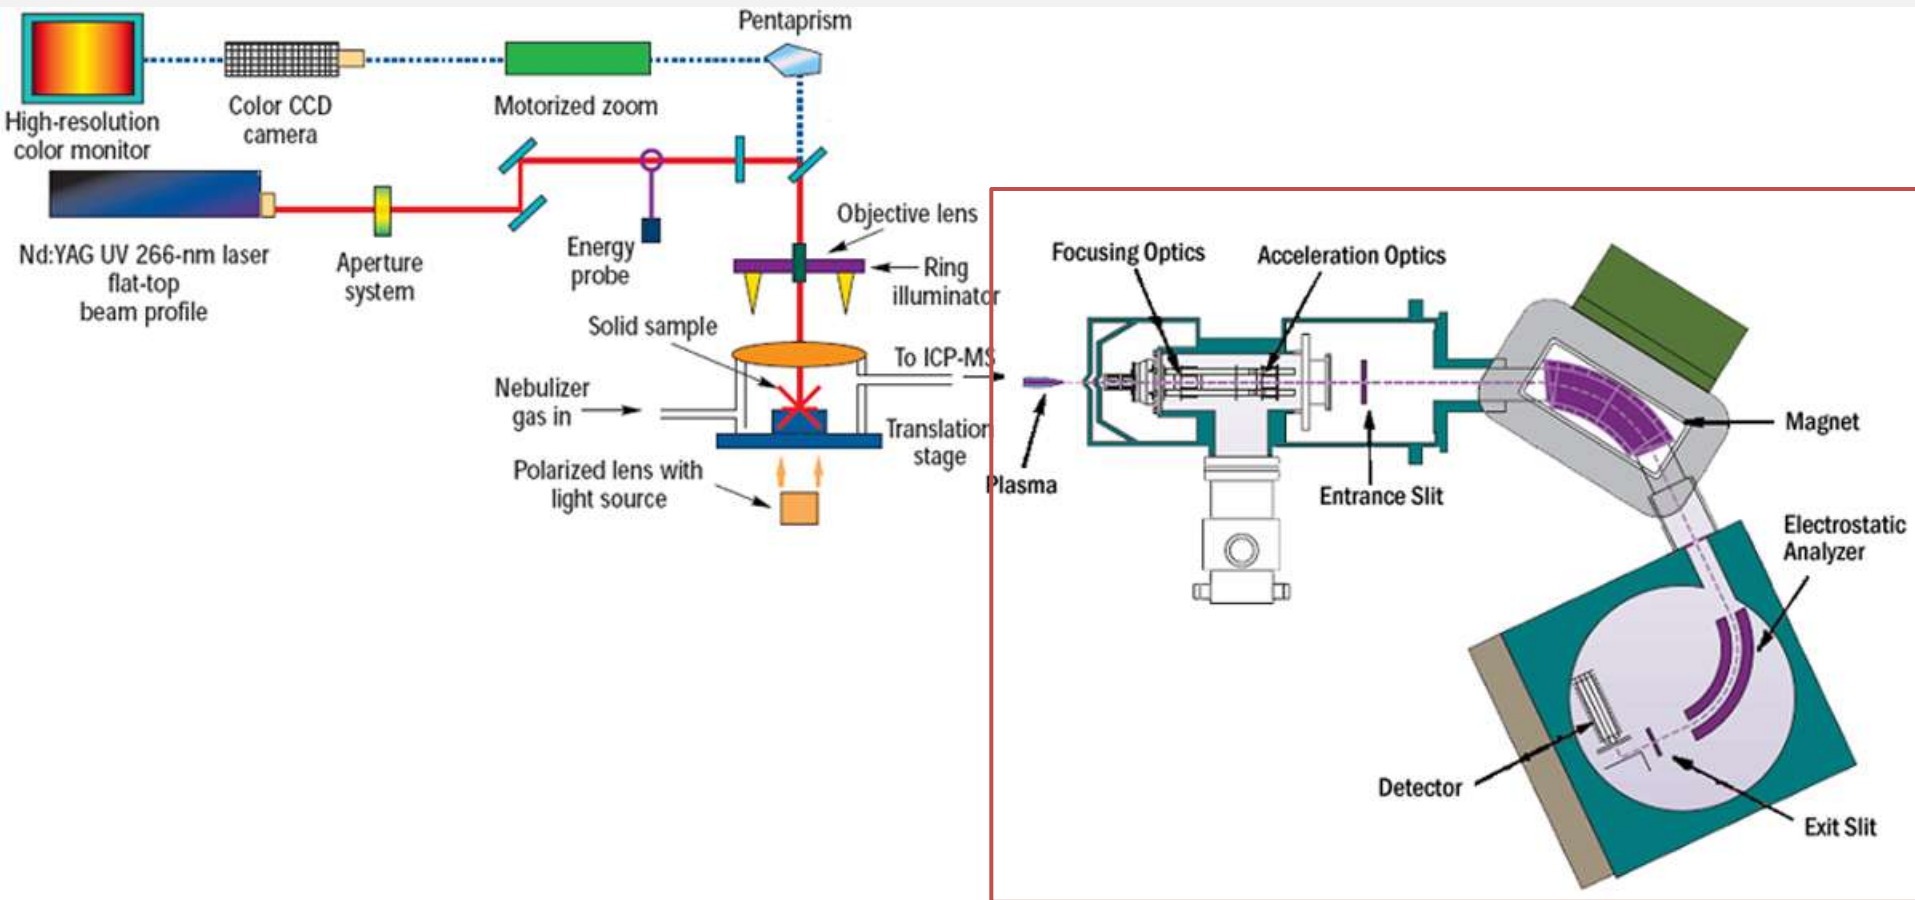 Pentaprism
High-resolution
color monitor
Color CCD
camera
Motorized zoom
Nd:YAG UV 266-nm laser
flat-top
beam profile
Aperture
system
Energy
probe
Objective lens
Ring
illuminator
Solid sample
To ICP-MS
Nebulizer
gas in
Translation
stage
Polarized lens with
light source
Focusing Optics
Acceleration Optics
Plasma
Entrance Slit
Magnet
Electrostatic
Analyzer
Detector
Exit Slit